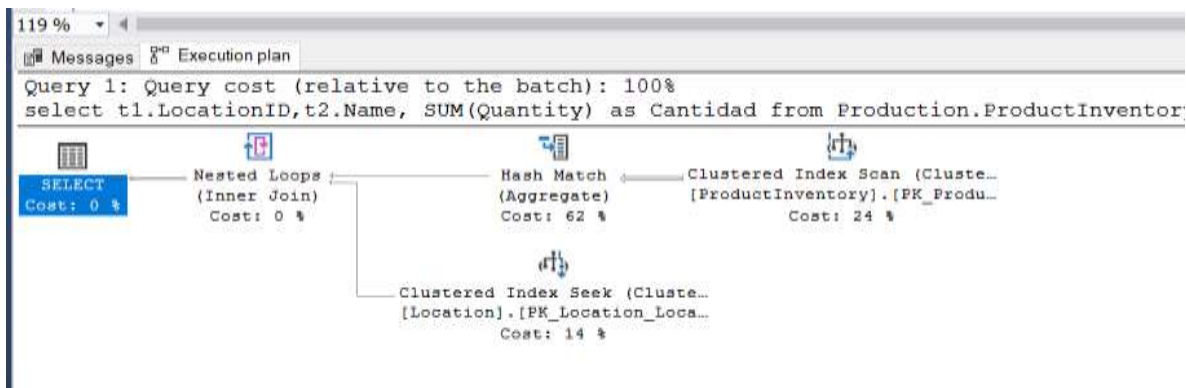 119 %
Messages Execution plan
Query 1: Query cost (relative to the batch): 100%
select t1.LocationID,t2.Name, SUM(Quantity) as Cantidad from Production.ProductInventor
SELECT
Cost: 0 %
Nested Loops
(Inner Join)
Cost: 0 %
Hash Match
(Aggregate)
Cost: 62 %
Clustered Index Scan (Cluste…
[ProductInventory].[PK_Produ…
Cost: 24 %
Clustered Index Seek (Cluste…
[Location].[PK_Location_Loca…
Cost: 14 %